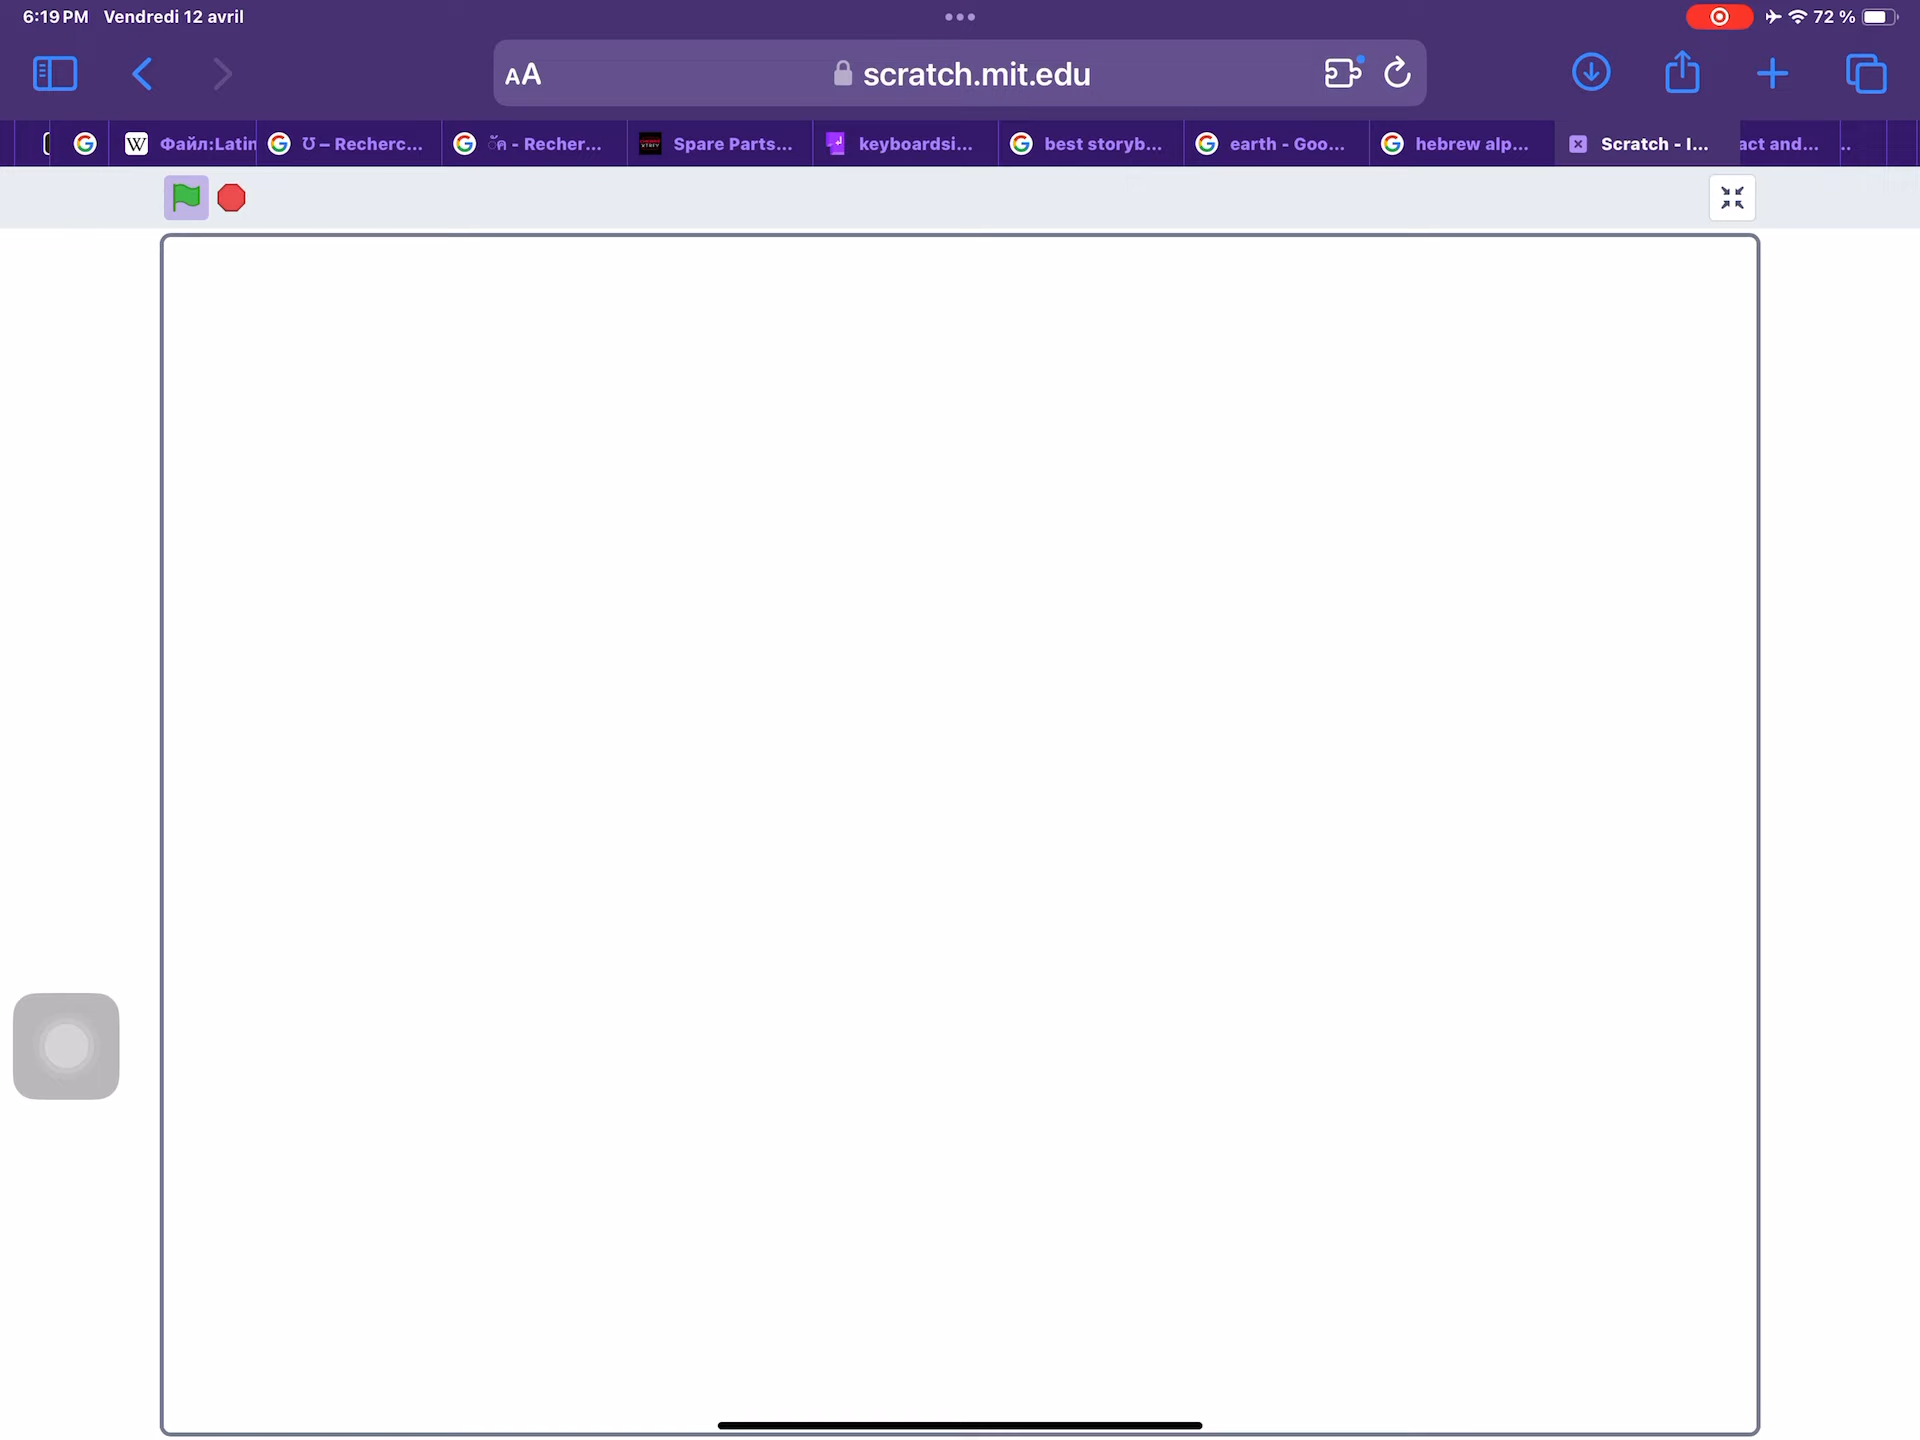 6:19 PM Vendredi 12 avril
72 %
AA scratch.mit.edu
W Файл:Latin
Ʊ – Recherc...
ั้ค - Recher...
Spare Parts...
keyboardsi...
best storyb...
earth - Goo...
hebrew alp...
Scratch - I...
act and...
..